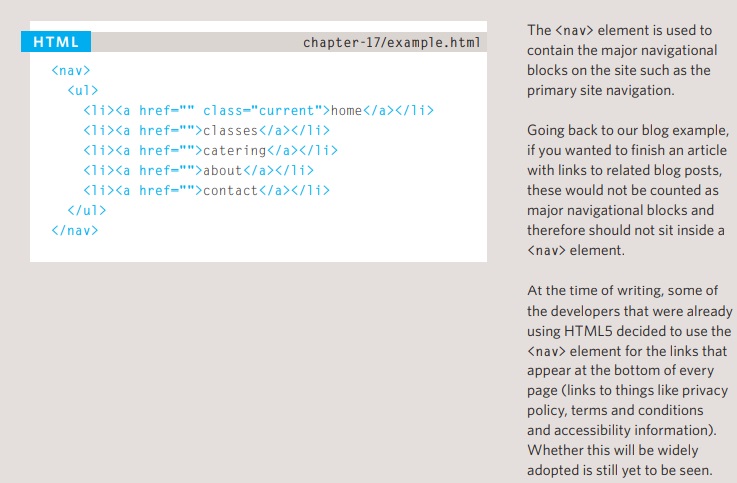 HTML
chapter-17/example.html
<nav>
<ul>
<li><a href="" class="current">home</a></li>
<li><a href="">classes</a></li>
<li><a href="">catering</a></li>
<li><a href="">about</a></li>
<li><a href="">contact</a></li>
</ul>
</nav>
The <nav> element is used to
contain the major navigational
blocks on the site such as the
primary site navigation.
Going back to our blog example,
if you wanted to finish an article
with links to related blog posts,
these would not be counted as
major navigational blocks and
therefore should not sit inside a
<nav> element.
At the time of writing, some of
the developers that were already
using HTML5 decided to use the
<nav> element for the links that
appear at the bottom of every
page (links to things like privacy
policy, terms and conditions
and accessibility information).
Whether this will be widely
adopted is still yet to be seen.